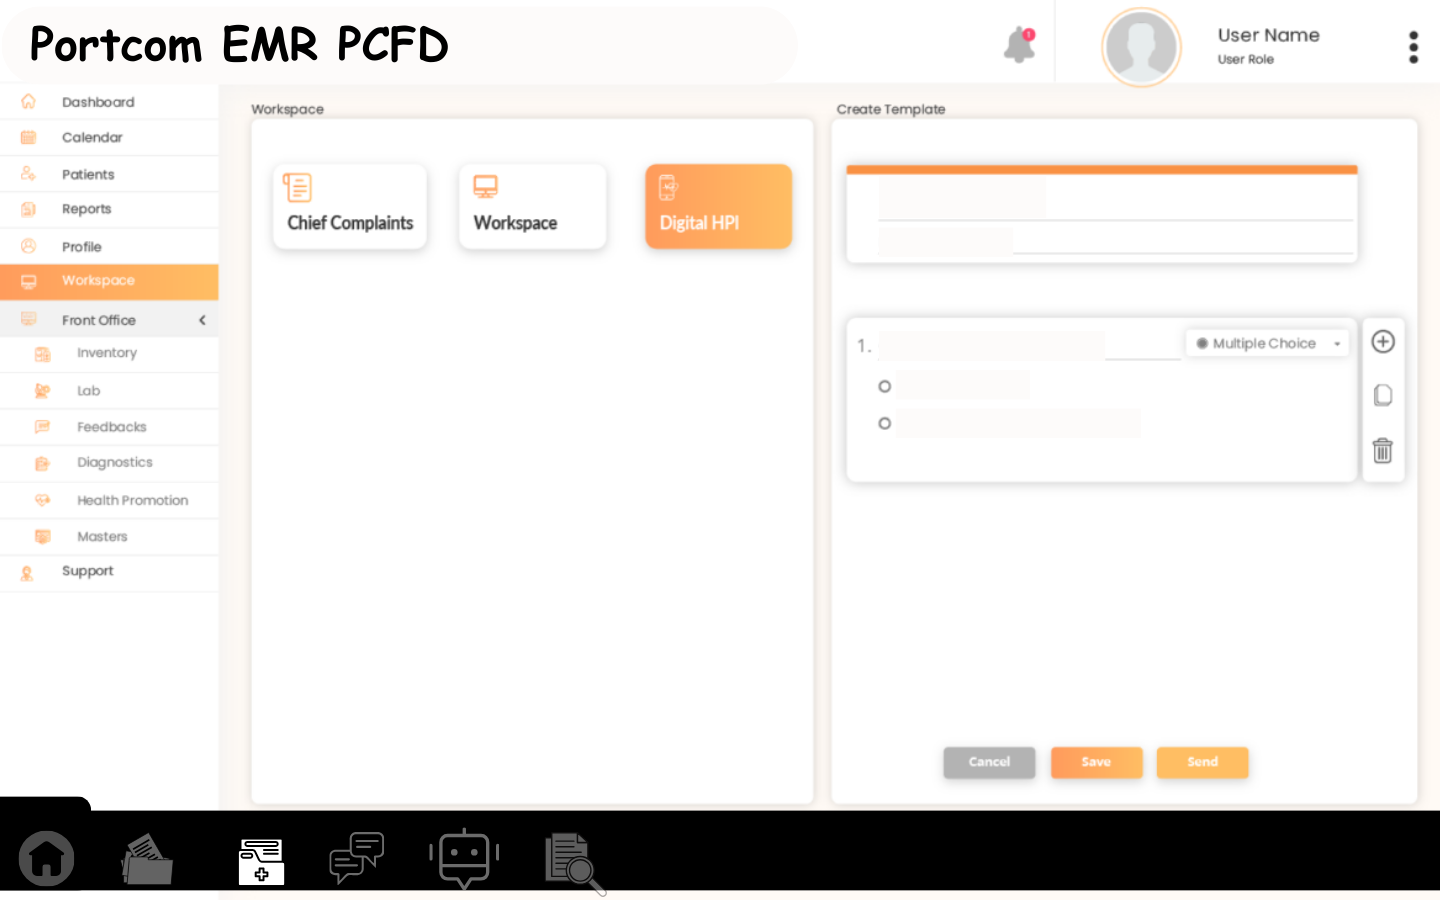 Portcom EMR PCFD
1
User Name
User Role
Dashboard
Calendar
Patients
Reports
Profile
Workspace
Front Office
Inventory
Lab
Feedbacks
Diagnostics
Health Promotion
Masters
Support
Workspace
Chief Complaints
Workspace
Digital HPI
Create Template
1.
Multiple Choice
Cancel
Save
Send